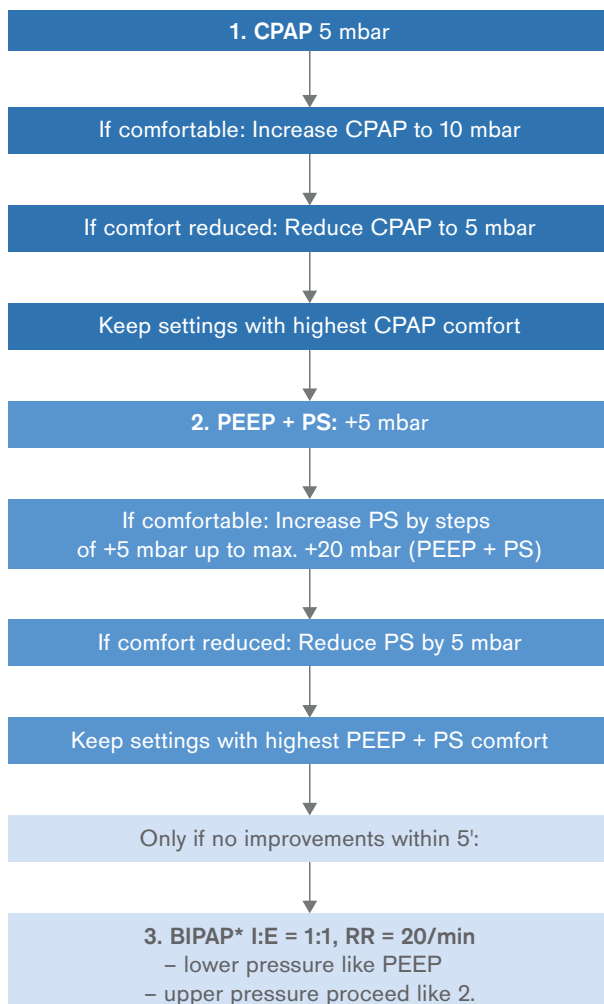 1. CPAP 5 mbar
If comfortable: Increase CPAP to 10 mbar
If comfort reduced: Reduce CPAP to 5 mbar
Keep settings with highest CPAP comfort
2. PEEP + PS: +5 mbar
If comfortable: Increase PS by steps
of +5 mbar up to max. +20 mbar (PEEP + PS)
If comfort reduced: Reduce PS by 5 mbar
Keep settings with highest PEEP + PS comfort
Only if no improvements within 5':
3. BIPAP* I:E = 1:1, RR = 20/min
– lower pressure like PEEP
– upper pressure proceed like 2.